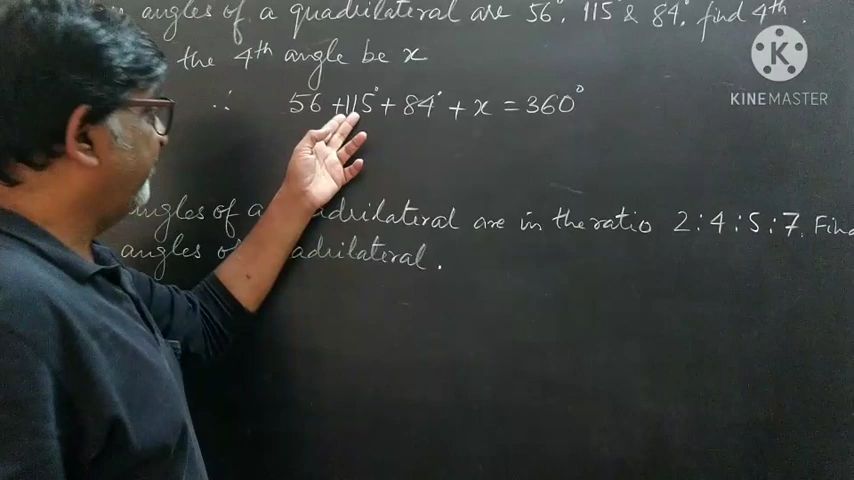 angles of a quadrilateral are 56°. 115° & 84°. find 4th.
the 4th angle be x
∴ 56 + 115° + 84° + x = 360°
angles of a adrilateral are in the ratio 2:4:5:7. Find
angles of adrilateral.
K
KINEMASTER